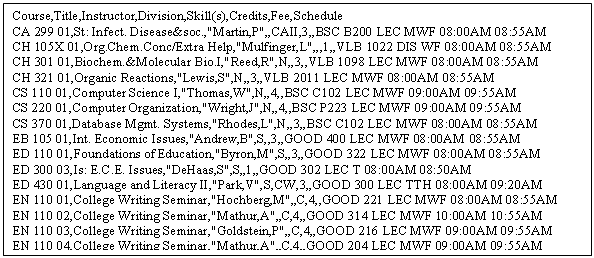 Course,Title,Instructor,Division,Skill(s),Credits,Fee,Schedule
CA 299 01,St: Infect. Disease&soc.,"Martin,P",,CAII,3,,BSC B200 LEC MWF 08:00AM 08:55AM
CH 105X 01,Org.Chem.Conc/Extra Help,"Mulfinger,L",,,1,,VLB 1022 DIS WF 08:00AM 08:55AM
CH 301 01,Biochem.&Molecular Bio.I,"Reed,R",N,,3,,VLB 1098 LEC MWF 08:00AM 08:55AM
CH 321 01,Organic Reactions,"Lewis,S",N,,3,,VLB 2011 LEC MWF 08:00AM 08:55AM
CS 110 01,Computer Science I,"Thomas,W",N,,4,,BSC C102 LEC MWF 09:00AM 09:55AM
CS 220 01,Computer Organization,"Wright,J",N,,4,,BSC P223 LEC MWF 09:00AM 09:55AM
CS 370 01,Database Mgmt. Systems,"Rhodes,L",N,,3,,BSC C102 LEC MWF 08:00AM 08:55AM
EB 105 01,Int. Economic Issues,"Andrew,B",S,,3,,GOOD 400 LEC MWF 08:00AM 08:55AM
ED 110 01,Foundations of Education,"Byron,M",S,,3,,GOOD 322 LEC MWF 08:00AM 08:55AM
ED 300 03,Is: E.C.E. Issues,"DeHaas,S",S,,1,,GOOD 302 LEC T 08:00AM 08:50AM
ED 430 01,Language and Literacy II,"Park,V",S,CW,3,,GOOD 300 LEC TTH 08:00AM 09:20AM
EN 110 01,College Writing Seminar,"Hochberg,M",,C,4,,GOOD 221 LEC MWF 08:00AM 08:55AM
EN 110 02,College Writing Seminar,"Mathur,A",,C,4,,GOOD 314 LEC MWF 10:00AM 10:55AM
EN 110 03,College Writing Seminar,"Goldstein,P",,C,4,,GOOD 216 LEC MWF 09:00AM 09:55AM
EN 110 04,College Writing Seminar,"Mathur,A",,C,4,,GOOD 204 LEC MWF 09:00AM 09:55AM